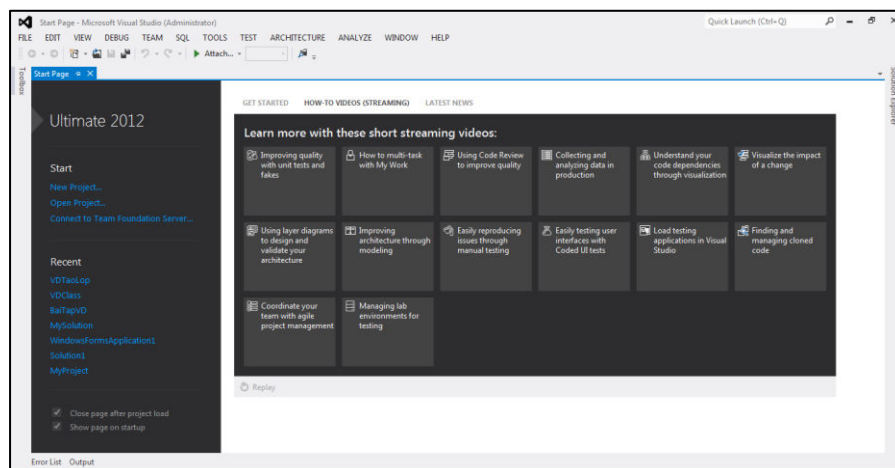 Start Page - Microsoft Visual Studio (Administrator)
Quick Launch (Ctrl+Q)
FILE EDIT VIEW DEBUG TEAM SQL TOOLS TEST ARCHITECTURE ANALYZE WINDOW HELP
Attach...
Toolbox
Start Page
Solution Explorer
Ultimate 2012
Start
New Project...
Open Project...
Connect to Team Foundation Server...
Recent
VDTaoLop
VDClass
BaiTapVD
MySolution
WindowsFormsApplication1
Solution1
MyProject
Close page after project load
Show page on startup
GET STARTED HOW-TO VIDEOS (STREAMING) LATEST NEWS
Learn more with these short streaming videos:
Improving quality
with unit tests and
fakes
How to multi-task
with My Work
Using Code Review
to improve quality
Collecting and
analyzing data in
production
Understand your
code dependencies
through visualization
Visualize the impact
of a change
Using layer diagrams
to design and
validate your
architecture
Improving
architecture through
modeling
Easily reproducing
issues through
manual testing
Easily testing user
interfaces with
Coded UI tests
Load testing
applications in Visual
Studio
Finding and
managing cloned
code
Coordinate your
team with agile
project management
Managing lab
environments for
testing
Replay
Error List Output